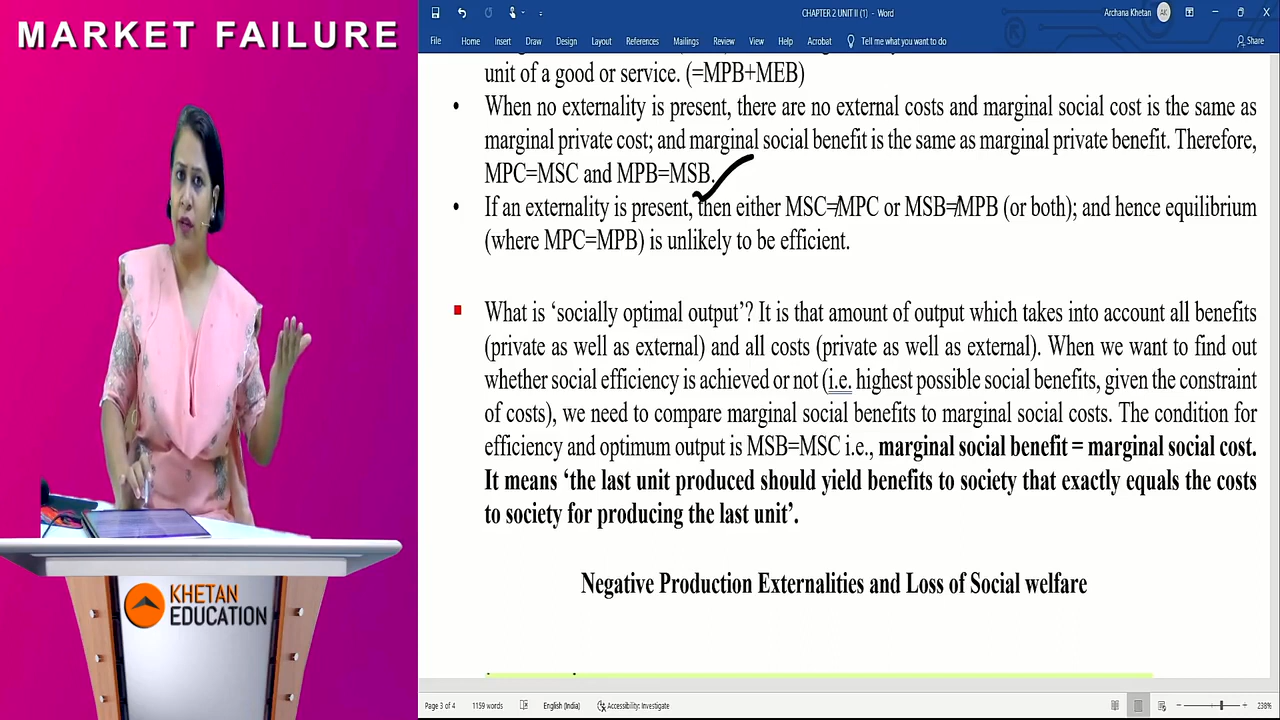 MARKET FAILURE
CHAPTER 2 UNIT II (1) - Word
Archana Khetan
AK
File Home Insert Draw Design Layout References Mailings Review View Help Acrobat Tell me what you want to do Share
unit of a good or service. (=MPB+MEB)
• When no externality is present, there are no external costs and marginal social cost is the same as
marginal private cost; and marginal social benefit is the same as marginal private benefit. Therefore,
MPC=MSC and MPB=MSB.
• If an externality is present, then either MSC≠MPC or MSB≠MPB (or both); and hence equilibrium
(where MPC=MPB) is unlikely to be efficient.
What is ‘socially optimal output’? It is that amount of output which takes into account all benefits
(private as well as external) and all costs (private as well as external). When we want to find out
whether social efficiency is achieved or not (i.e. highest possible social benefits, given the constraint
of costs), we need to compare marginal social benefits to marginal social costs. The condition for
efficiency and optimum output is MSB=MSC i.e., marginal social benefit = marginal social cost.
It means ‘the last unit produced should yield benefits to society that exactly equals the costs
to society for producing the last unit’.
Negative Production Externalities and Loss of Social welfare
KHETAN
EDUCATION
Page 3 of 4 1159 words English (India) Accessibility: Investigate 238%